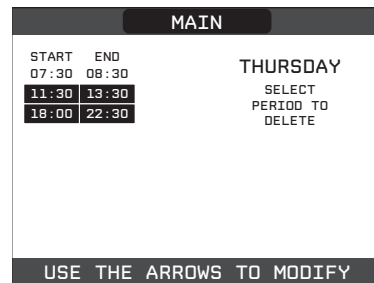 MAIN
START END
07:30 08:30
11:30 13:30
18:00 22:30
THURSDAY
SELECT
PERIOD TO
DELETE
USE THE ARROWS TO MODIFY